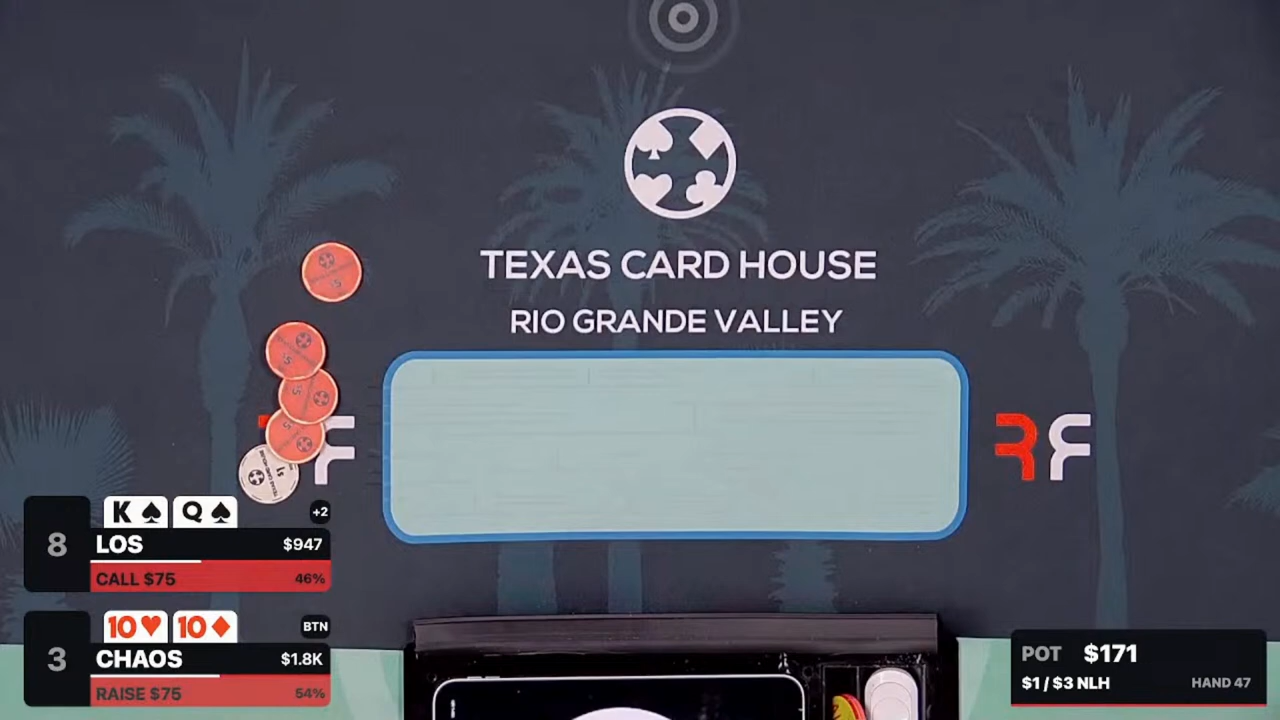 TEXAS CARD HOUSE
RIO GRANDE VALLEY
RF
RF
8
K♠ Q♠
+2
LOS
$947
CALL $75
46%
3
10♥ 10♦
BTN
CHAOS
$1.8K
RAISE $75
54%
POT $171
$1 / $3 NLH
HAND 47